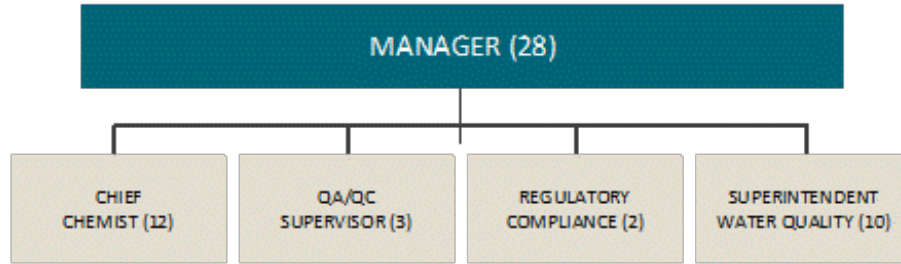 MANAGER (28)
CHIEF
CHEMIST (12)
QA/QC
SUPERVISOR (3)
REGULATORY
COMPLIANCE (2)
SUPERINTENDENT
WATER QUALITY (10)